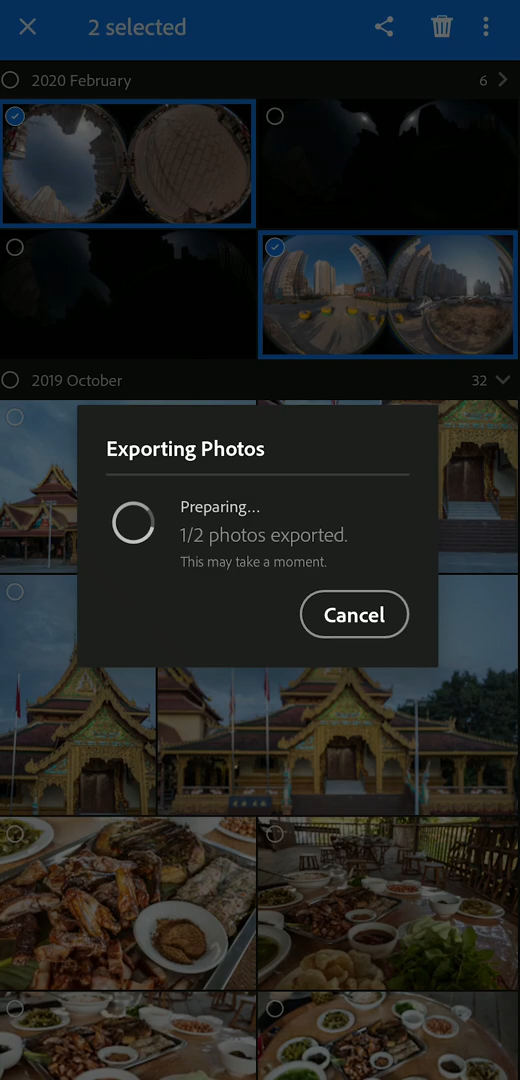 2 selected
2020 February
6
2019 October
32
Exporting Photos
Preparing...
1/2 photos exported.
This may take a moment.
Cancel